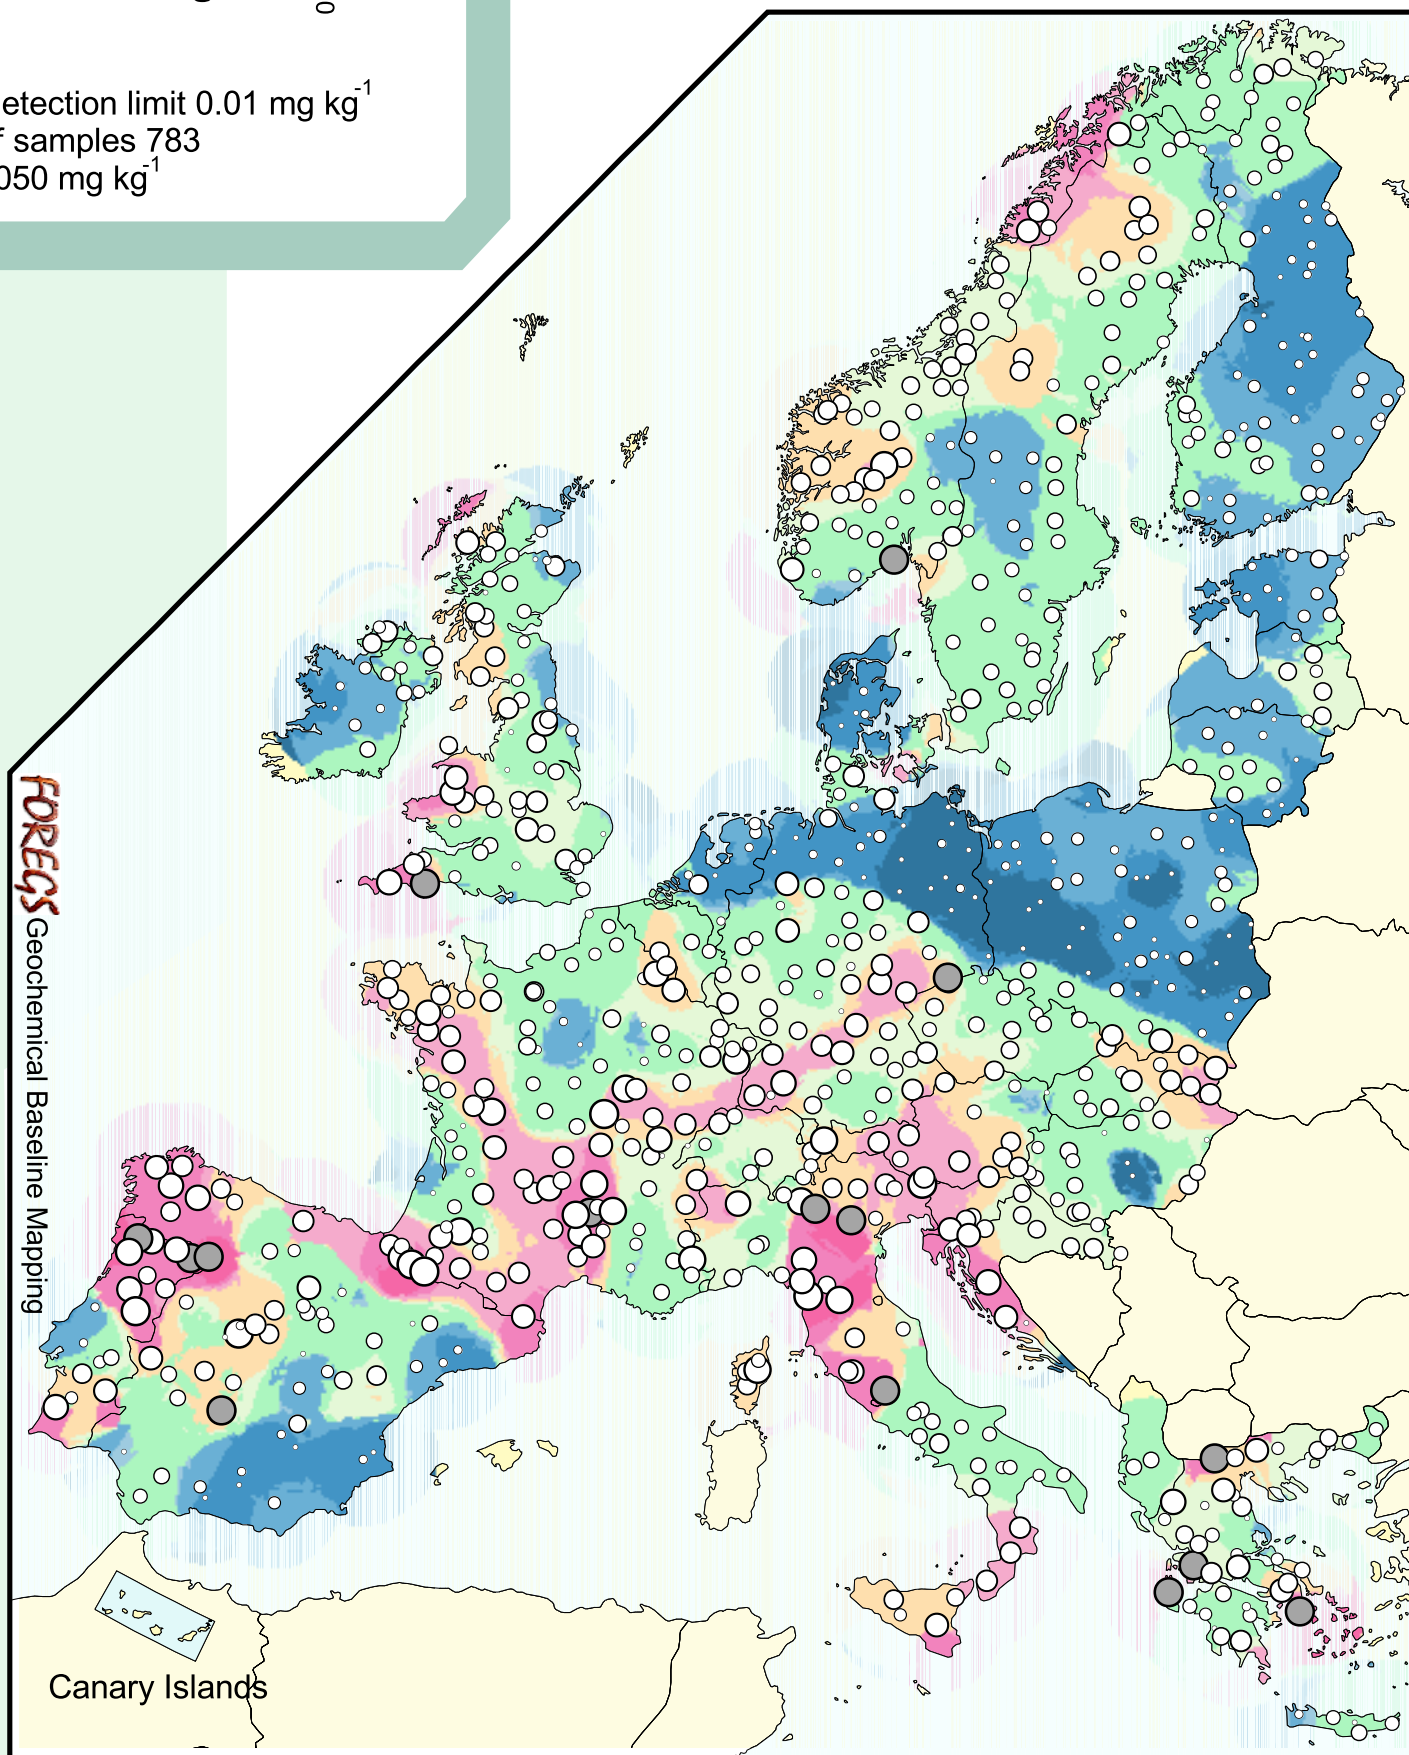 0
etection limit 0.01 mg kg-1
f samples 783
050 mg kg-1
FOREGS Geochemical Baseline Mapping
Canary Islands